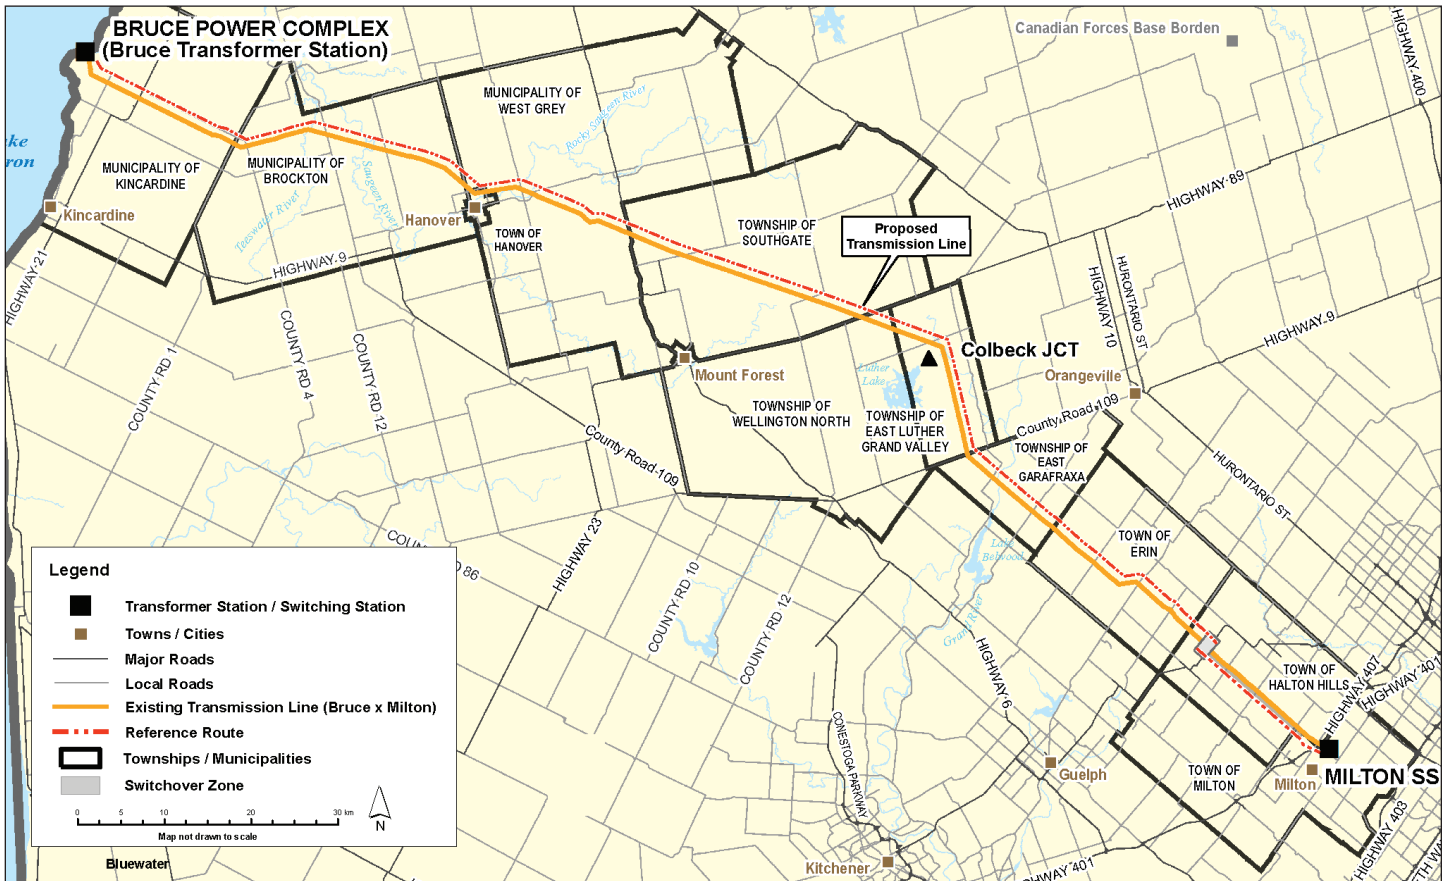 BRUCE POWER COMPLEX
(Bruce Transformer Station)
Canadian Forces Base Borden
HIGHWAY 400
MUNICIPALITY OF
WEST GREY
Rocky Saugeen River
MUNICIPALITY OF
KINCARDINE
MUNICIPALITY OF
BROCKTON
Saugeen River
Teeswater River
HIGHWAY 89
Kincardine
Hanover
TOWN OF
HANOVER
TOWNSHIP OF
SOUTHGATE
Proposed
Transmission Line
HIGHWAY 21
HIGHWAY 9
HIGHWAY 10
HURONTARIO ST
HIGHWAY 9
COUNTY RD 1
COUNTY RD 4
COUNTY RD 12
Mount Forest
Colbeck JCT
Luther
Lake
Orangeville
TOWNSHIP OF
WELLINGTON NORTH
TOWNSHIP OF
EAST LUTHER
GRAND VALLEY
County Road 109
TOWNSHIP OF
EAST
GARAFRAXA
County Road 109
HURONTARIO ST
HIGHWAY 23
TOWN OF
ERIN
Lake
Belwood
Grand River
86
COUNTY RD 10
COUNTY RD 12
HIGHWAY 6
TOWN OF
HALTON HILLS
HIGHWAY 407
HIGHWAY 401
CONESTOGA PARKWAY
Guelph
TOWN OF
MILTON
Milton
MILTON SS
HIGHWAY 403
Kitchener
HIGHWAY 401
Legend
Transformer Station / Switching Station
Towns / Cities
Major Roads
Local Roads
Existing Transmission Line (Bruce x Milton)
Reference Route
Townships / Municipalities
Switchover Zone
0 5 10 20 30 km
Map not drawn to scale
N
Bluewater